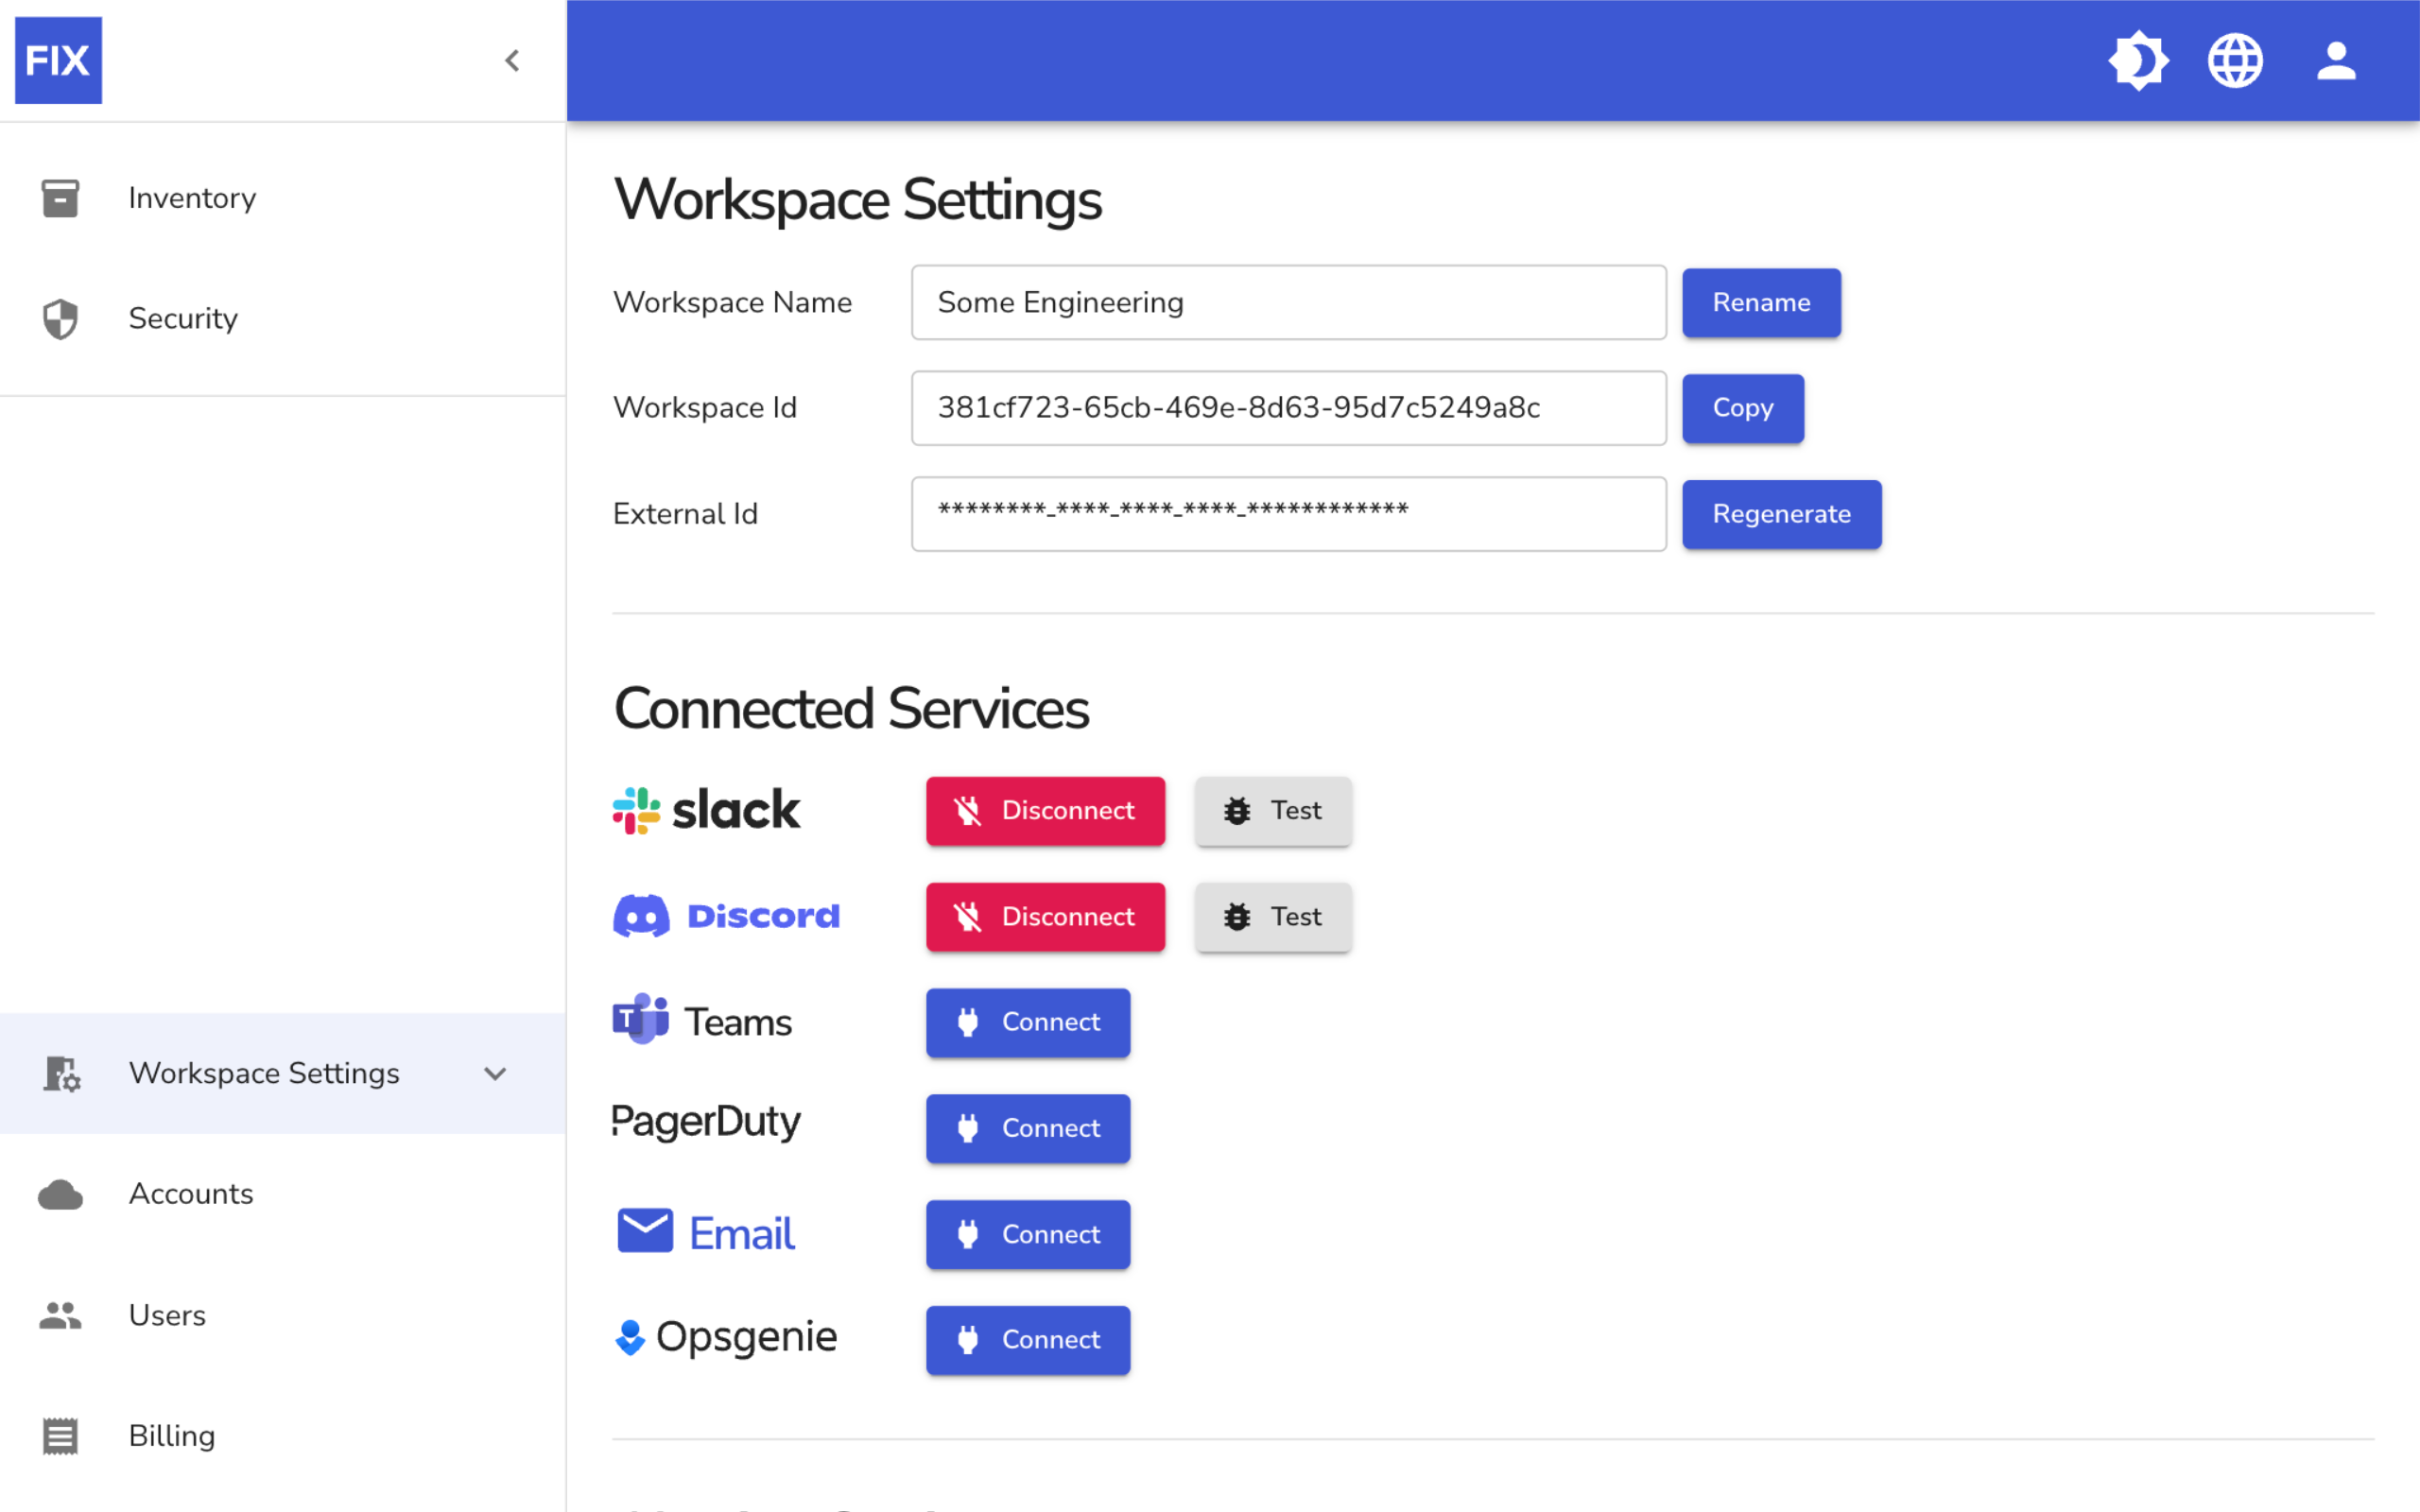 FIX
Inventory
Security
Workspace Settings
Accounts
Users
Billing
Workspace Settings
Workspace Name Some Engineering Rename
Workspace Id 381cf723-65cb-469e-8d63-95d7c5249a8c Copy
External Id ********-****-****-****-************ Regenerate
Connected Services
slack Disconnect Test
Discord Disconnect Test
T Teams Connect
PagerDuty Connect
Email Connect
Opsgenie Connect